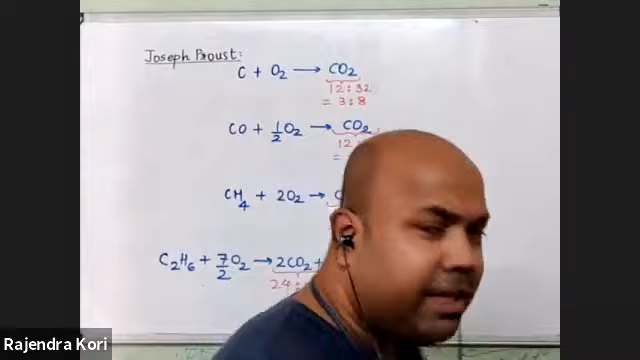 Joseph Proust:
C + O₂ → CO₂
12 : 32
= 3 : 8
CO + 1/2 O₂ → CO₂
12
=
CH₄ + 2O₂ →
C₂H₆ + 7/2 O₂ → 2CO₂ +
24 :
Rajendra Kori